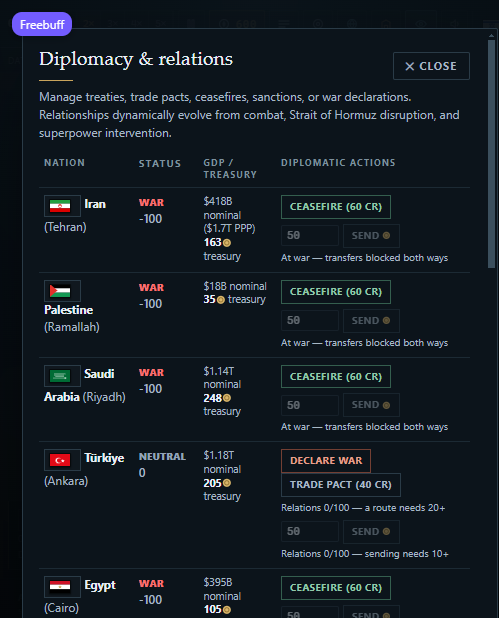 Freebuff
Diplomacy & relations
✕ CLOSE
Manage treaties, trade pacts, ceasefires, sanctions, or war declarations.
Relationships dynamically evolve from combat, Strait of Hormuz disruption, and
superpower intervention.
NATION
STATUS
GDP /
TREASURY
DIPLOMATIC ACTIONS
Iran
(Tehran)
WAR
-100
$418B
nominal
($1.7T PPP)
163
treasury
CEASEFIRE (60 CR)
50
SEND
At war — transfers blocked both ways
Palestine
(Ramallah)
WAR
-100
$18B nominal
35 treasury
CEASEFIRE (60 CR)
50
SEND
At war — transfers blocked both ways
Saudi
Arabia (Riyadh)
WAR
-100
$1.14T
nominal
248
treasury
CEASEFIRE (60 CR)
50
SEND
At war — transfers blocked both ways
Türkiye
(Ankara)
NEUTRAL
0
$1.18T
nominal
205
treasury
DECLARE WAR
TRADE PACT (40 CR)
Relations 0/100 — a route needs 20+
50
SEND
Relations 0/100 — sending needs 10+
Egypt
(Cairo)
WAR
-100
$395B
nominal
105
CEASEFIRE (60 CR)
50
SEND